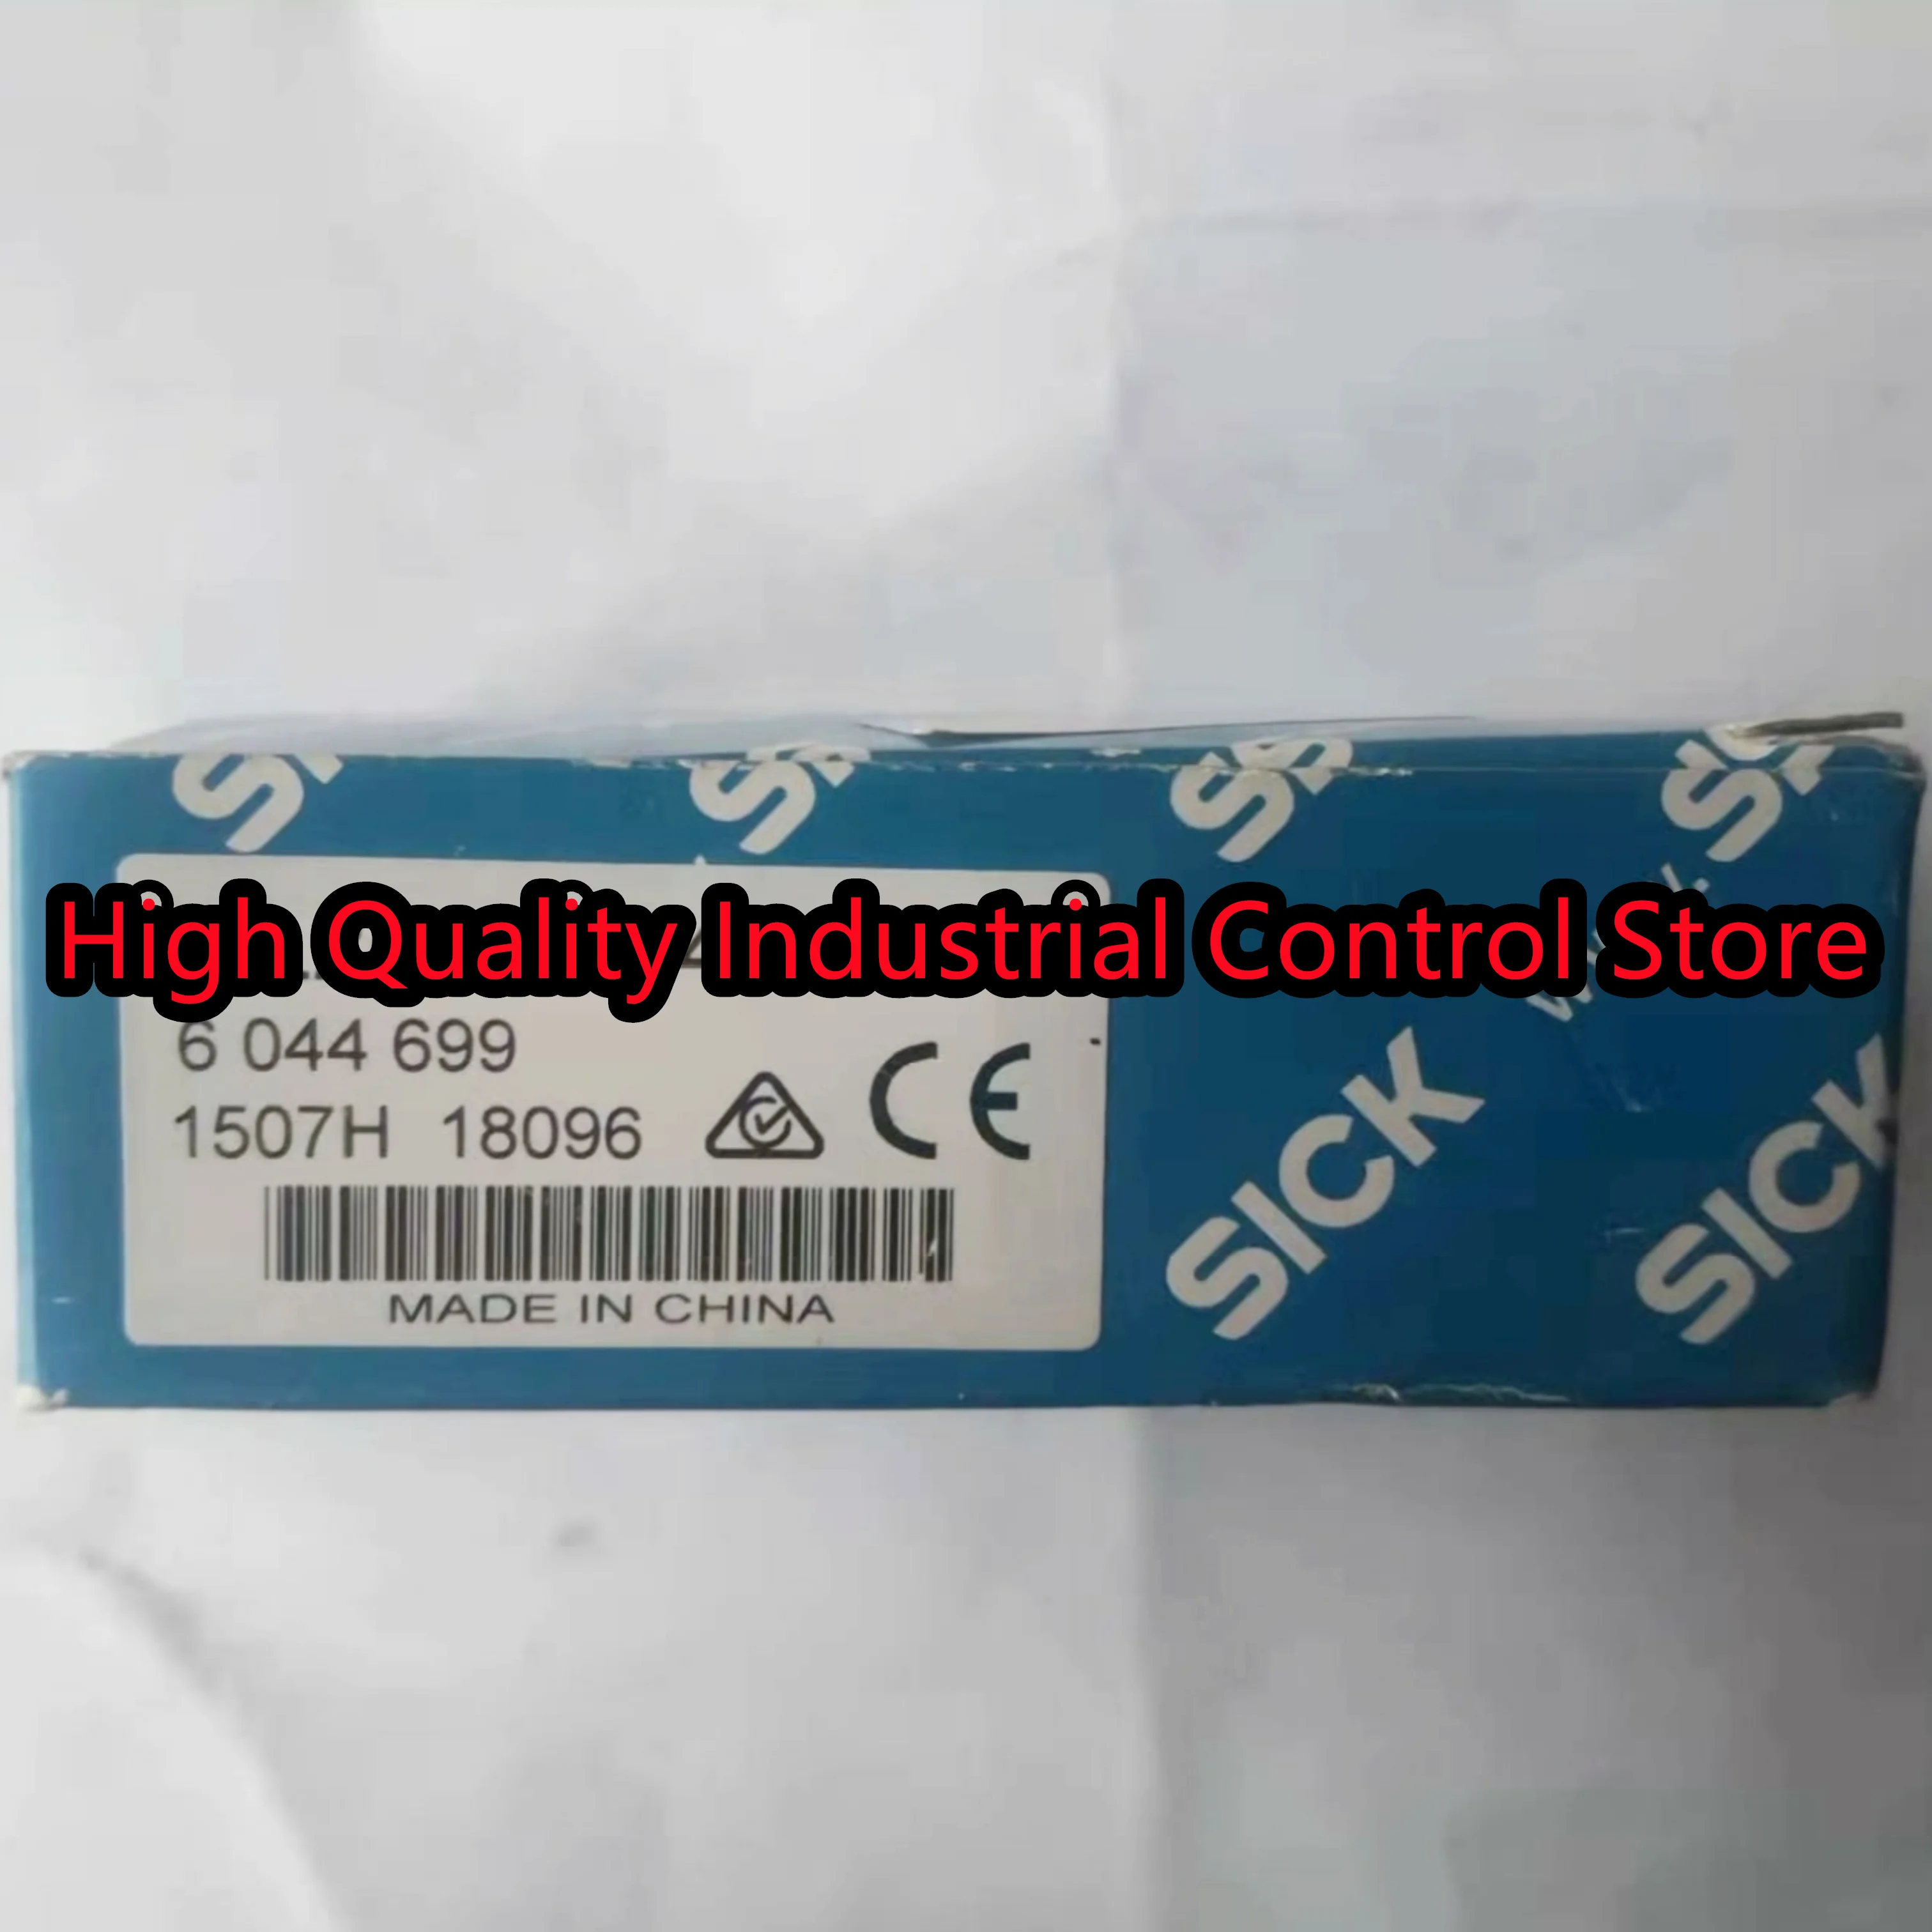 High Quality Industrial Control Store
6 044 699
1507H 18096
CE
MADE IN CHINA
SICK
SICK